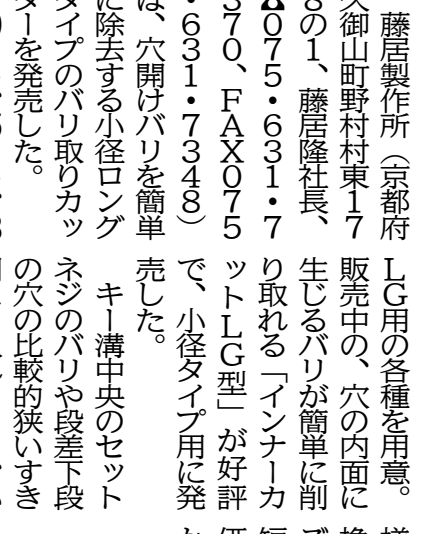 藤居製作所（京都府
久御山町野村村東17
8の1、藤居隆社長、
☎075・631・7
370、FAX075
・631・7348）
は、穴開けバリを簡単
に除去する小径ロング
タイプのバリ取りカッ
ターを発売した。
LG用の各種を用意。
販売中の、穴の内面に
生じるバリが簡単に削
り取れる「インナーカ
ットLG型」が好評
で、小径タイプ用に発
売した。
キー溝中央のセット
ネジのバリや段差下段
の穴の比較的狭いすき